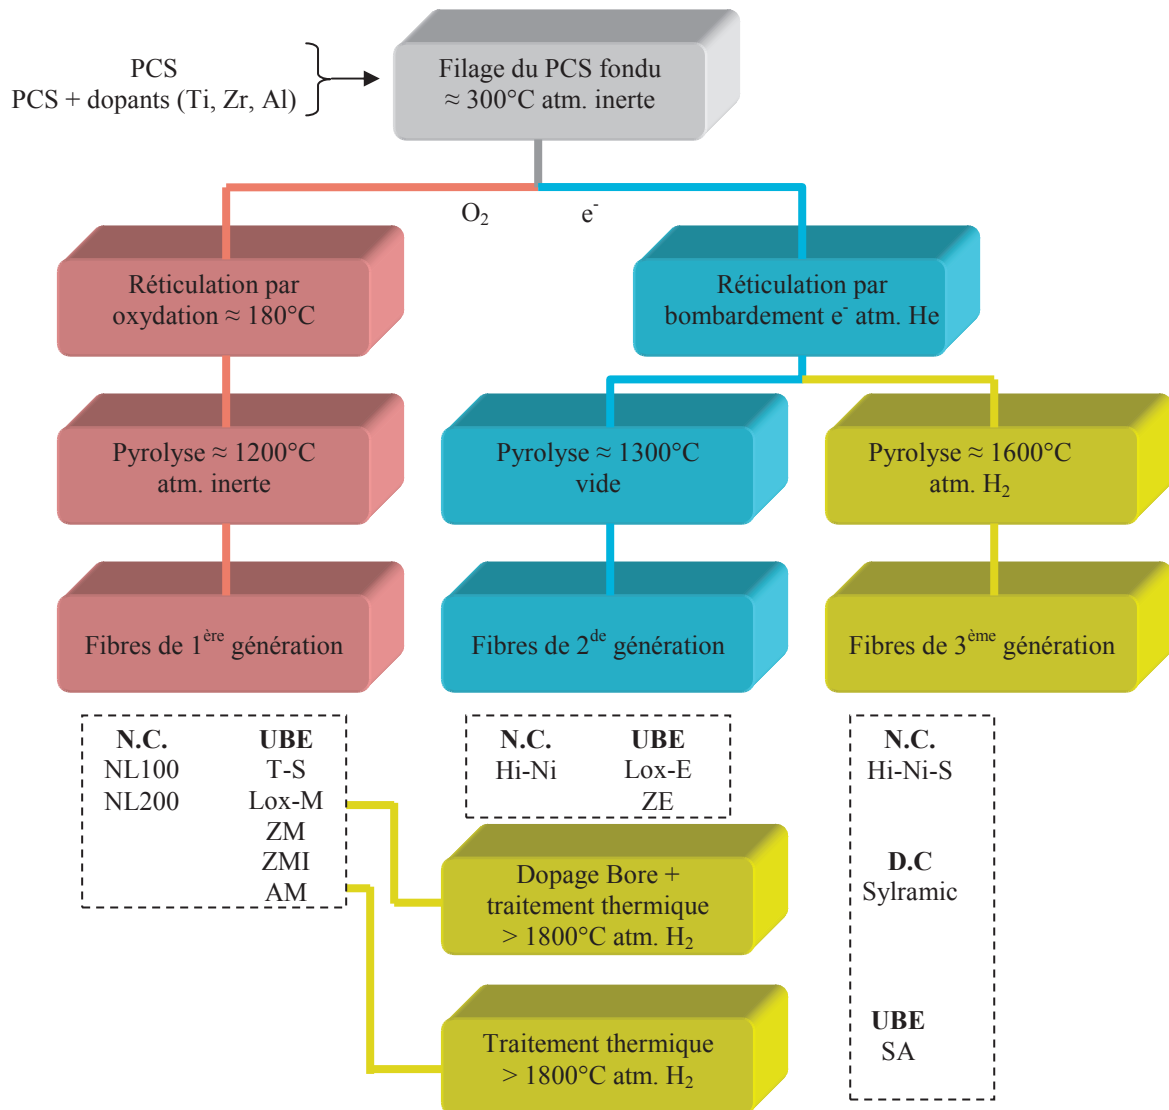 PCS
PCS + dopants (Ti, Zr, Al)
Filage du PCS fondu
≈ 300°C atm. inerte
O₂
e⁻
Réticulation par
oxydation ≈ 180°C
Réticulation par
bombardement e⁻ atm. He
Pyrolyse ≈ 1200°C
atm. inerte
Pyrolyse ≈ 1300°C
vide
Pyrolyse ≈ 1600°C
atm. H₂
Fibres de 1ère génération
Fibres de 2de génération
Fibres de 3ème génération
N.C.
NL100
NL200
UBE
T-S
Lox-M
ZM
ZMI
AM
N.C.
Hi-Ni
UBE
Lox-E
ZE
N.C.
Hi-Ni-S
D.C
Sylramic
UBE
SA
Dopage Bore +
traitement thermique
> 1800°C atm. H₂
Traitement thermique
> 1800°C atm. H₂